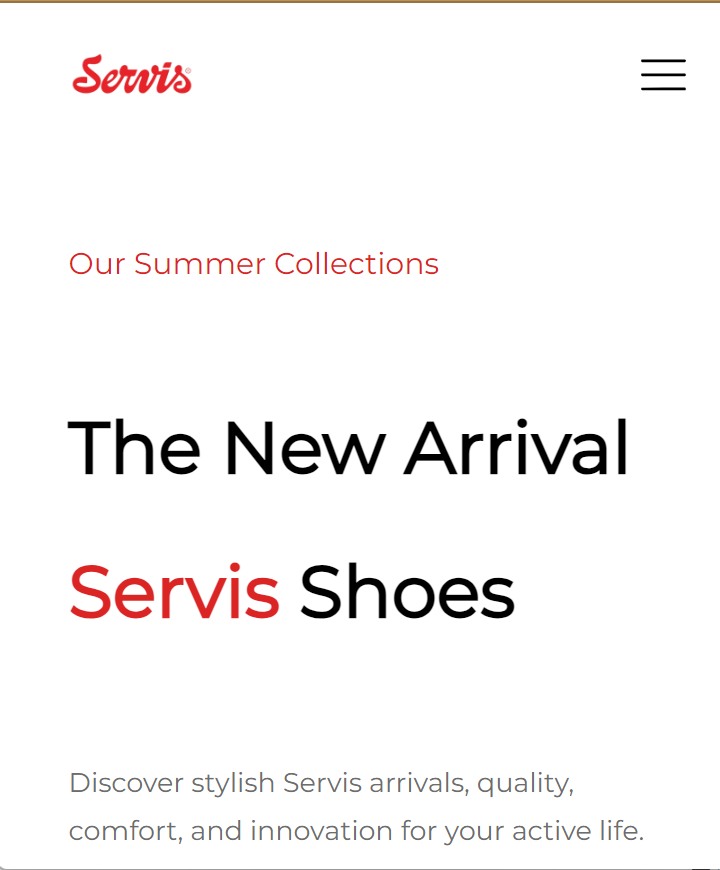 Servis®
Our Summer Collections
The New Arrival
Servis Shoes
Discover stylish Servis arrivals, quality,
comfort, and innovation for your active life.